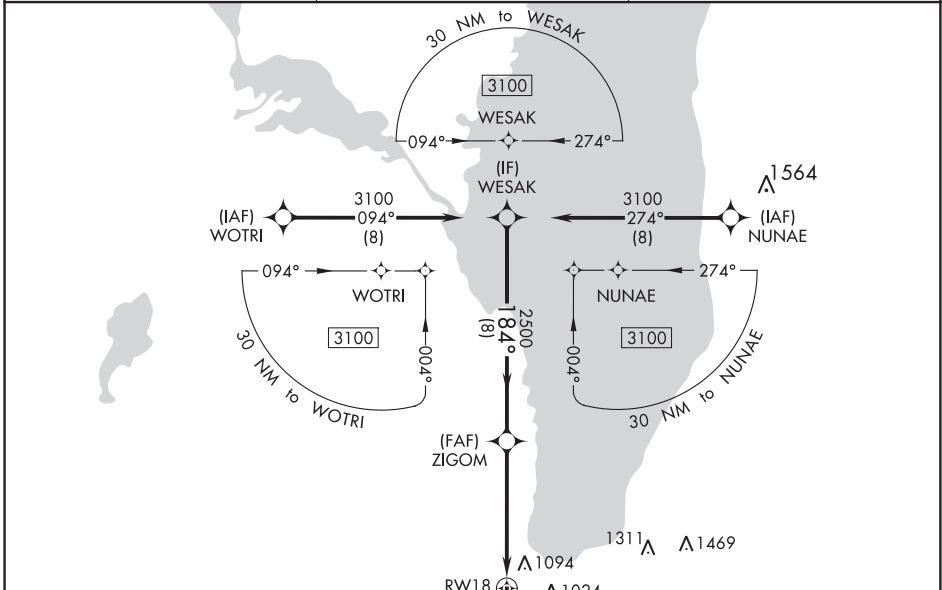 30 NM to WESAK
3100
WESAK
094°
274°
(IF)
WESAK
1564
3100
094°
(8)
3100
274°
(8)
(IAF)
WOTRI
(IAF)
NUNAE
094°
WOTRI
3100
004°
30 NM to WOTRI
2500
184°
(8)
274°
NUNAE
3100
004°
30 NM to NUNAE
(FAF)
ZIGOM
1311
1469
1094
RW18